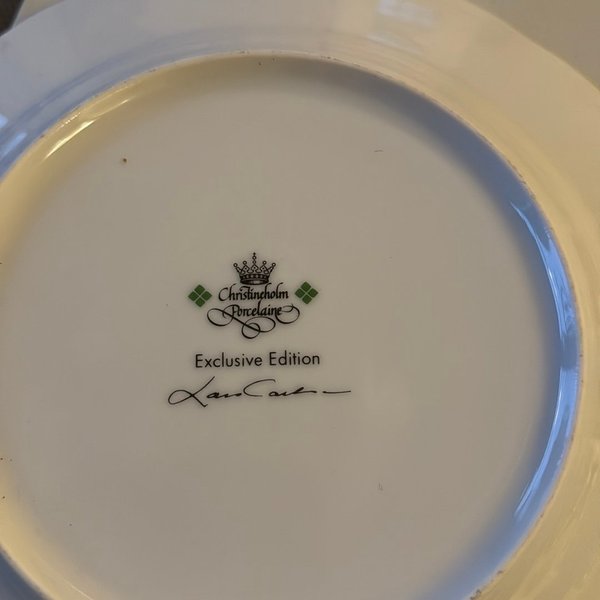 Christineholm
Porcelaine
Exclusive Edition